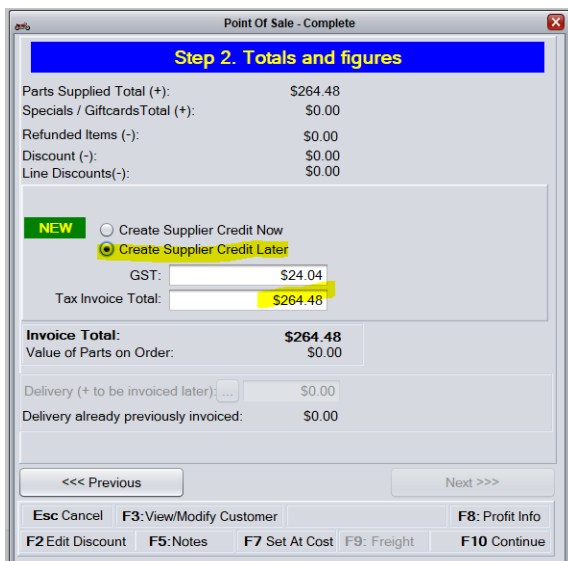 Point Of Sale - Complete
Step 2. Totals and figures
Parts Supplied Total (+): $264.48
Specials / GiftcardsTotal (+): $0.00
Refunded Items (-): $0.00
Discount (-): $0.00
Line Discounts(-): $0.00
NEW Create Supplier Credit Now
Create Supplier Credit Later
GST: $24.04
Tax Invoice Total: $264.48
Invoice Total: $264.48
Value of Parts on Order: $0.00
Delivery (+ to be invoiced later): ... $0.00
Delivery already previously invoiced: $0.00
<<< Previous Next >>>
Esc Cancel F3:View/Modify Customer F8: Profit Info
F2 Edit Discount F5:Notes F7 Set At Cost F9: Freight F10 Continue